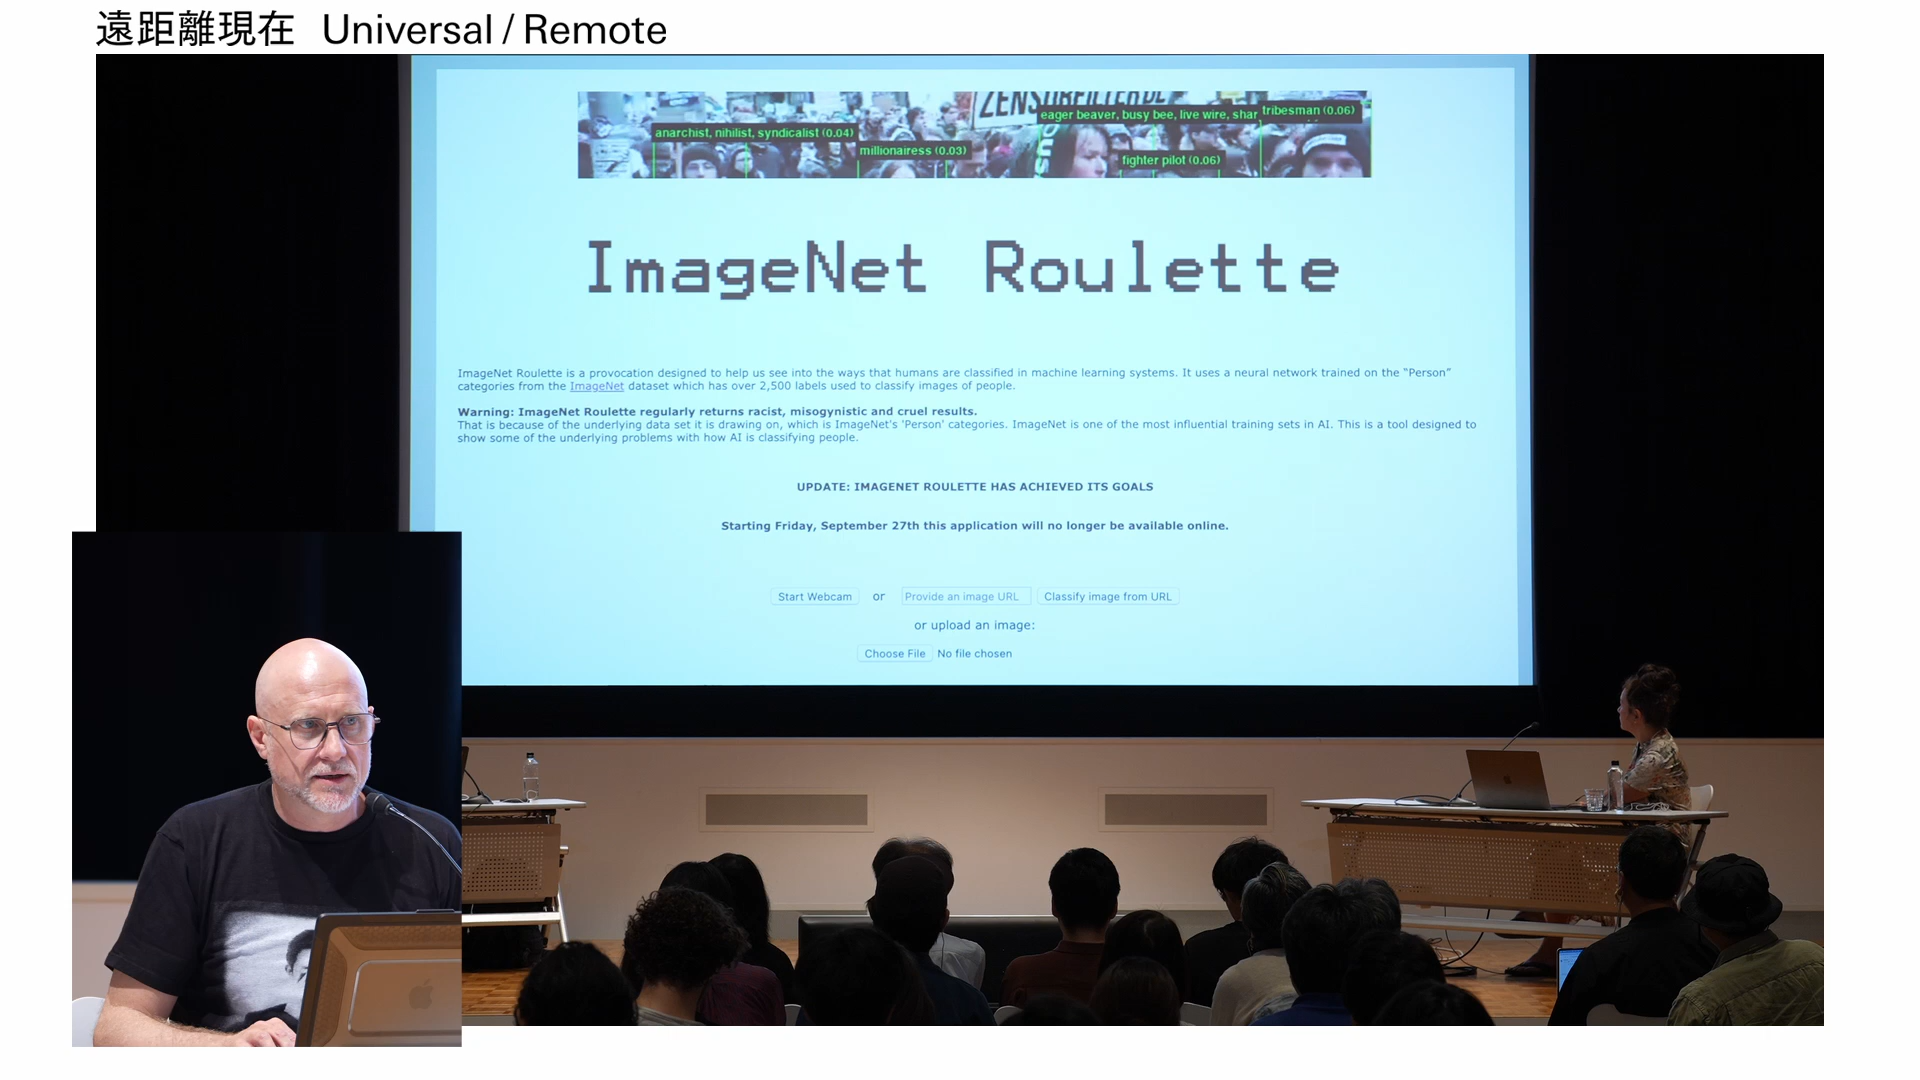 遠距離現在 Universal / Remote
ZENSURFILTER.DE
anarchist, nihilist, syndicalist (0.04)
millionairess (0.03)
eager beaver, busy bee, live wire, shar
tribesman (0.06)
fighter pilot (0.06)
ImageNet Roulette
ImageNet Roulette is a provocation designed to help us see into the ways that humans are classified in machine learning systems. It uses a neural network trained on the “Person”
categories from the ImageNet dataset which has over 2,500 labels used to classify images of people.
Warning: ImageNet Roulette regularly returns racist, misogynistic and cruel results.
That is because of the underlying data set it is drawing on, which is ImageNet's 'Person' categories. ImageNet is one of the most influential training sets in AI. This is a tool designed to
show some of the underlying problems with how AI is classifying people.
UPDATE: IMAGENET ROULETTE HAS ACHIEVED ITS GOALS
Starting Friday, September 27th this application will no longer be available online.
Start Webcam or Provide an image URL Classify image from URL
or upload an image:
Choose File No file chosen